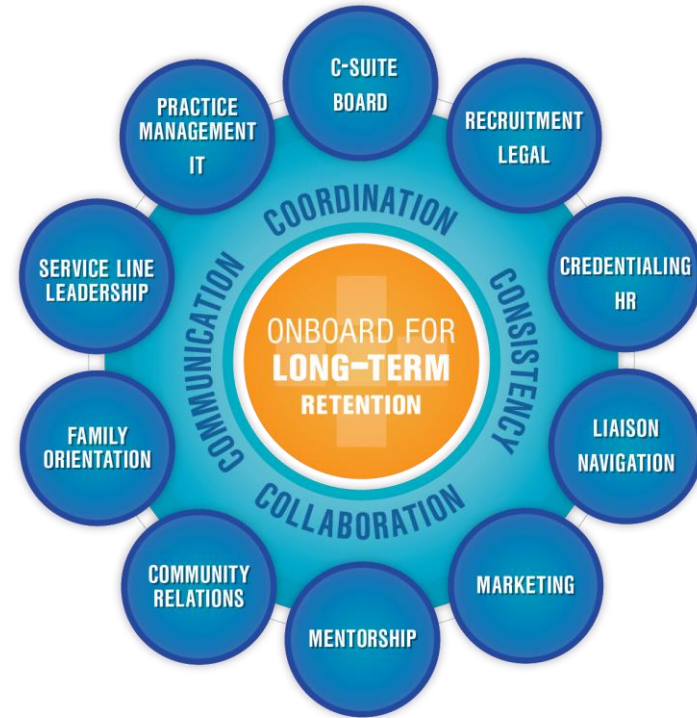 C-SUITE
BOARD
RECRUITMENT
LEGAL
CREDENTIALING
HR
LIAISON
NAVIGATION
MARKETING
MENTORSHIP
COMMUNITY
RELATIONS
FAMILY
ORIENTATION
SERVICE LINE
LEADERSHIP
PRACTICE
MANAGEMENT
IT
COORDINATION
CONSISTENCY
COLLABORATION
COMMUNICATION
ONBOARD FOR
LONG-TERM
RETENTION